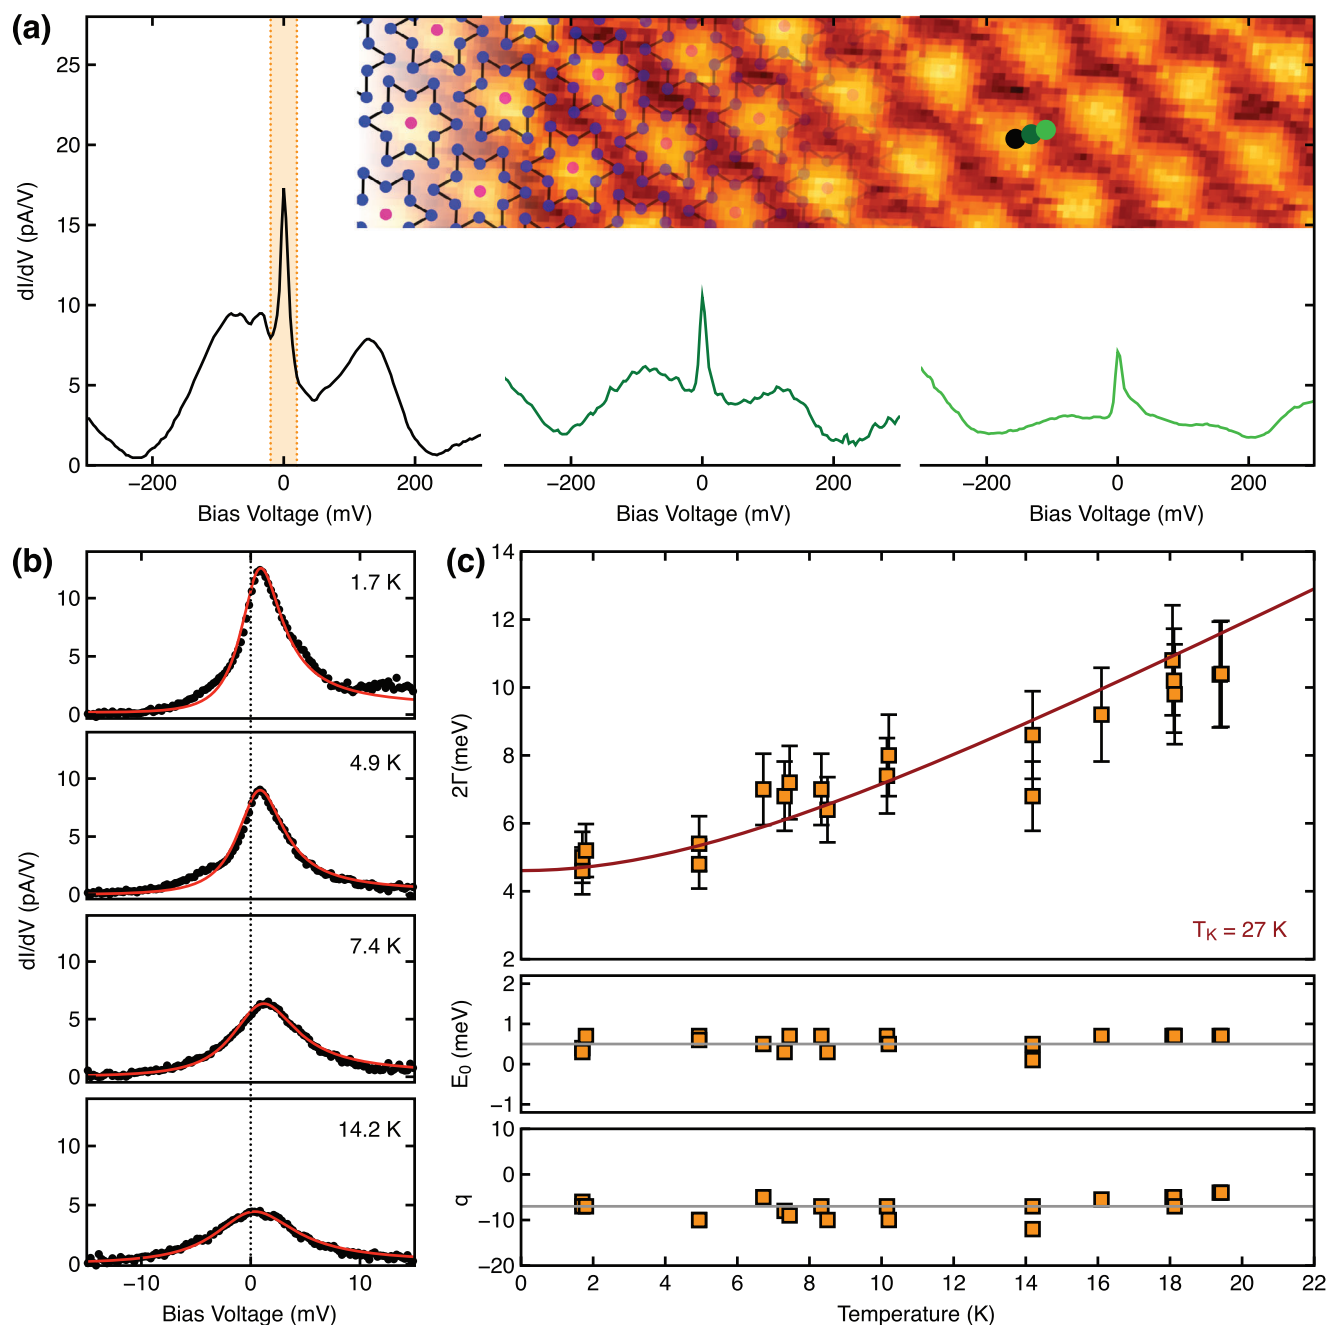 (a)
25
20
15
10
5
0
dI/dV (pA/V)
−200 0 200
Bias Voltage (mV)
−200 0 200
Bias Voltage (mV)
−200 0 200
Bias Voltage (mV)
(b)
1.7 K
10
5
0
4.9 K
10
5
0
7.4 K
10
5
0
14.2 K
10
5
0
dI/dV (pA/V)
−10 0 10
Bias Voltage (mV)
(c)
14
12
10
8
6
4
2
2Γ(meV)
T_K = 27 K
2
1
0
−1
E₀ (meV)
10
0
−10
−20
q
0 2 4 6 8 10 12 14 16 18 20 22
Temperature (K)